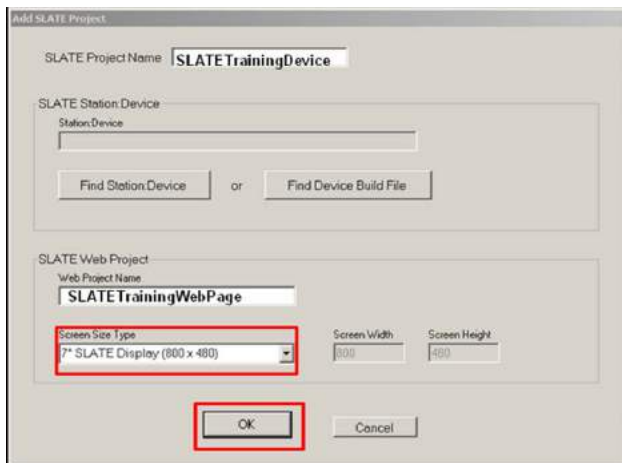 Add SLATE Project
SLATE Project Name SLATETrainingDevice
SLATE Station:Device
Station:Device
Find Station:Device or Find Device Build File
SLATE Web Project
Web Project Name
SLATETrainingWebPage
Screen Size Type Screen Width Screen Height
7" SLATE Display (800 x 480) 800 480
OK Cancel